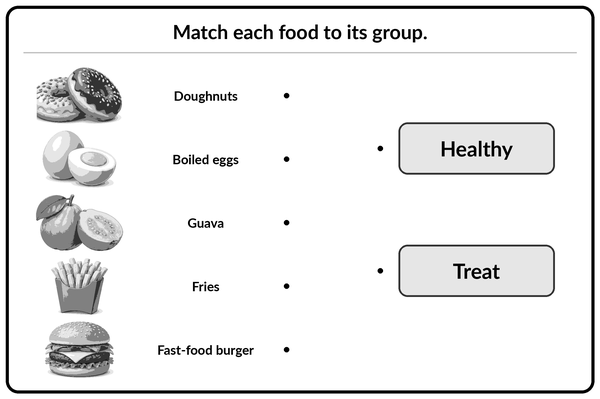 Match each food to its group.
Doughnuts
Boiled eggs
Healthy
Guava
Treat
Fries
Fast-food burger